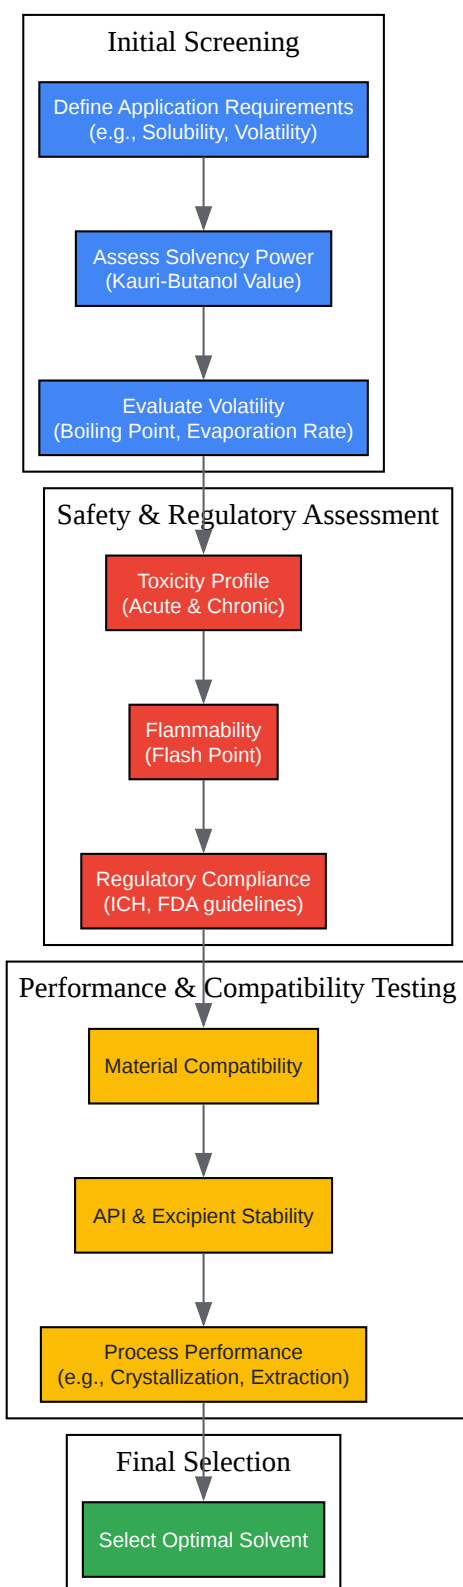 Initial Screening
Define Application Requirements
(e.g., Solubility, Volatility)
Assess Solvency Power
(Kauri-Butanol Value)
Evaluate Volatility
(Boiling Point, Evaporation Rate)
Safety & Regulatory Assessment
Toxicity Profile
(Acute & Chronic)
Flammability
(Flash Point)
Regulatory Compliance
(ICH, FDA guidelines)
Performance & Compatibility Testing
Material Compatibility
API & Excipient Stability
Process Performance
(e.g., Crystallization, Extraction)
Final Selection
Select Optimal Solvent